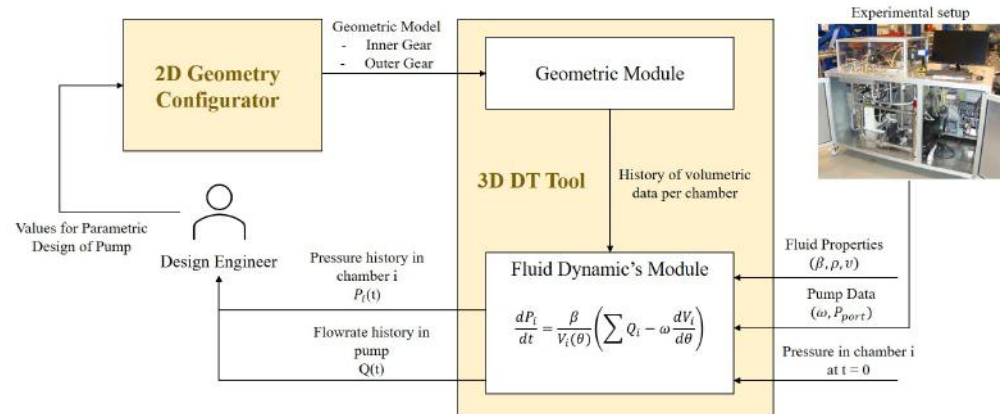 Experimental setup
Geometric Model
- Inner Gear
- Outer Gear
2D Geometry
Configurator
Geometric Module
3D DT Tool
History of volumetric
data per chamber
Values for Parametric
Design of Pump
Design Engineer
Pressure history in
chamber i
P_i(t)
Flowrate history in
pump
Q(t)
Fluid Dynamic's Module
dP_i/dt = β/V_i(θ) (∑ Q_i − ω dV_i/dθ)
Fluid Properties
(β, ρ, υ)
Pump Data
(ω, P_port)
Pressure in chamber i
at t = 0